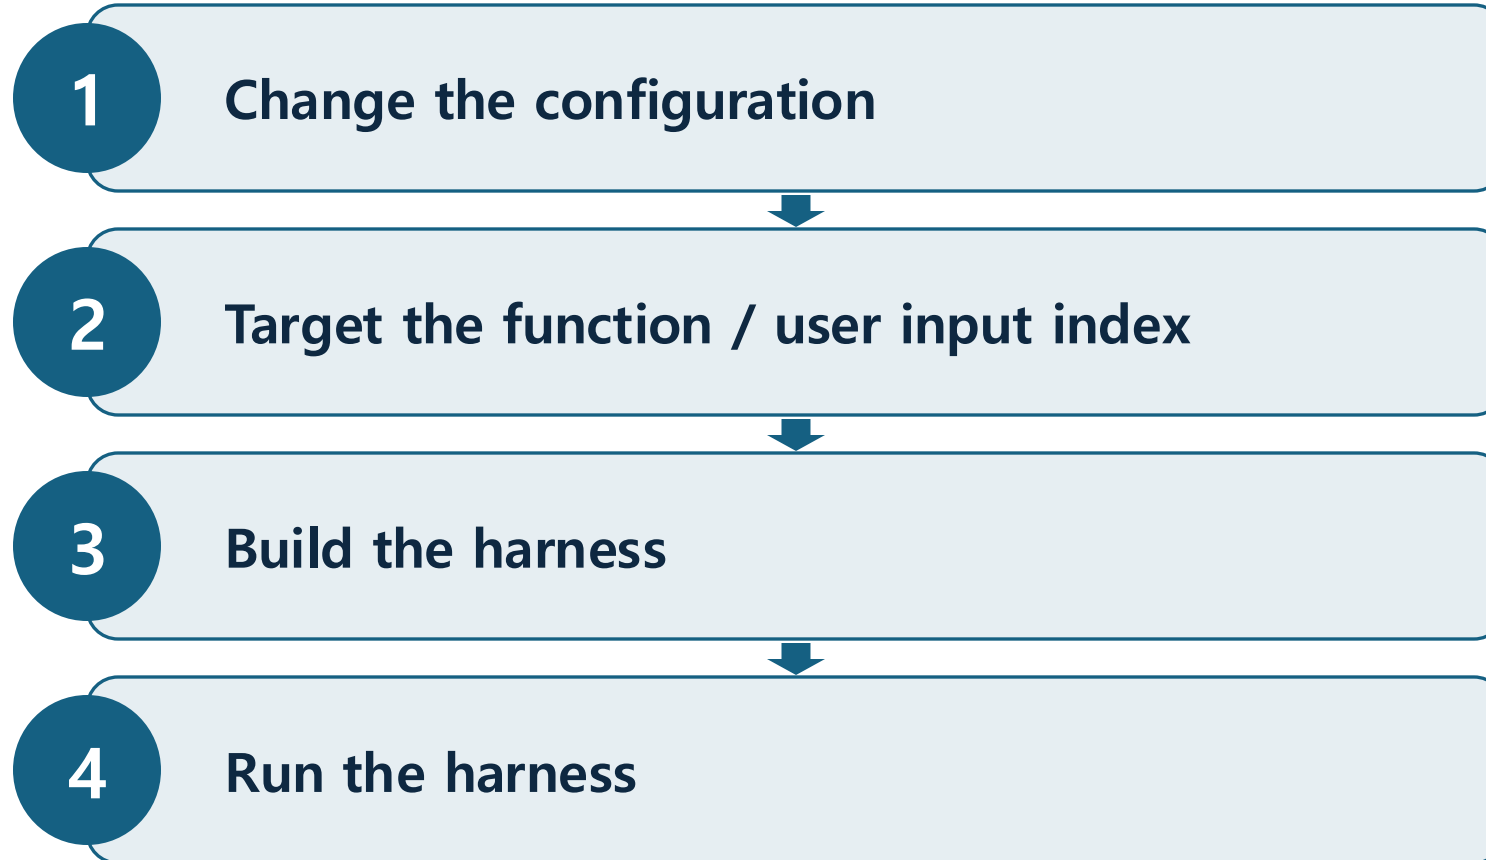 1
Change the configuration
2
Target the function / user input index
3
Build the harness
4
Run the harness